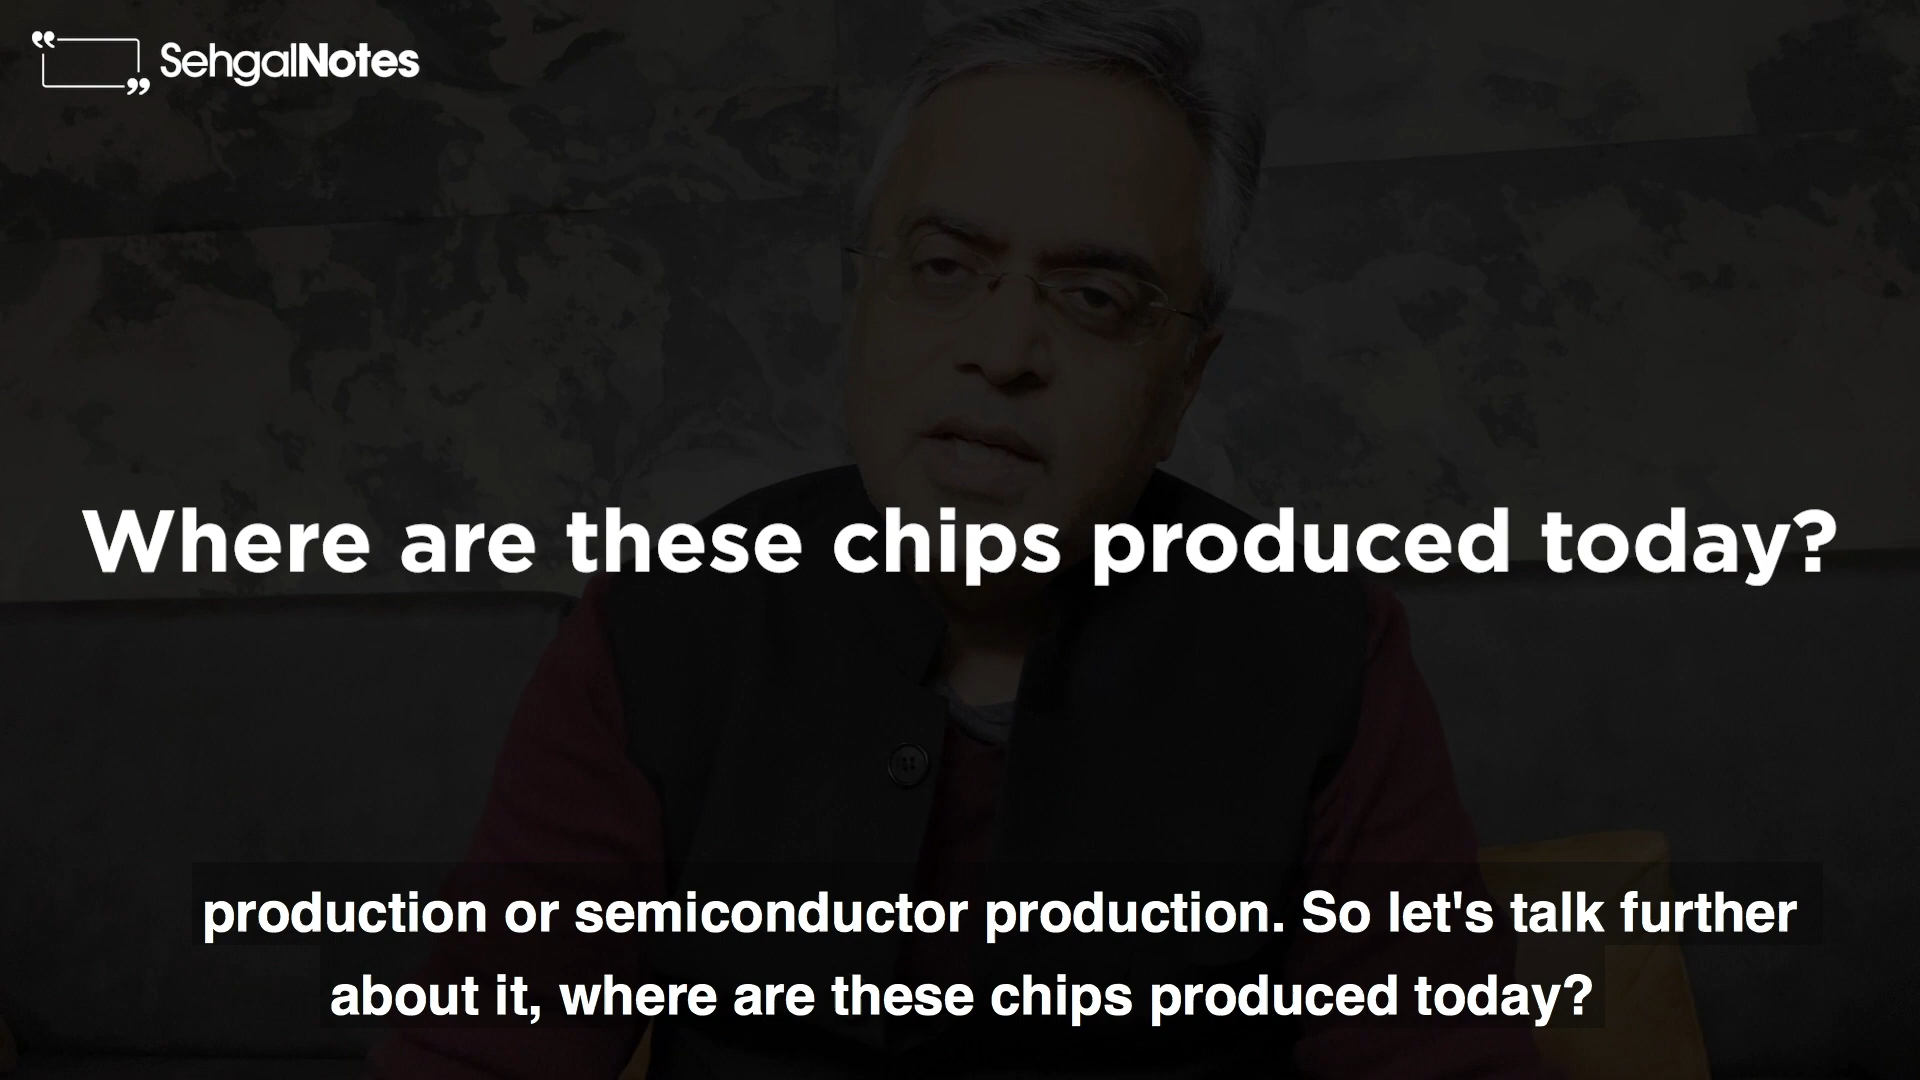 SehgalNotes
Where are these chips produced today?
production or semiconductor production. So let's talk further
about it, where are these chips produced today?